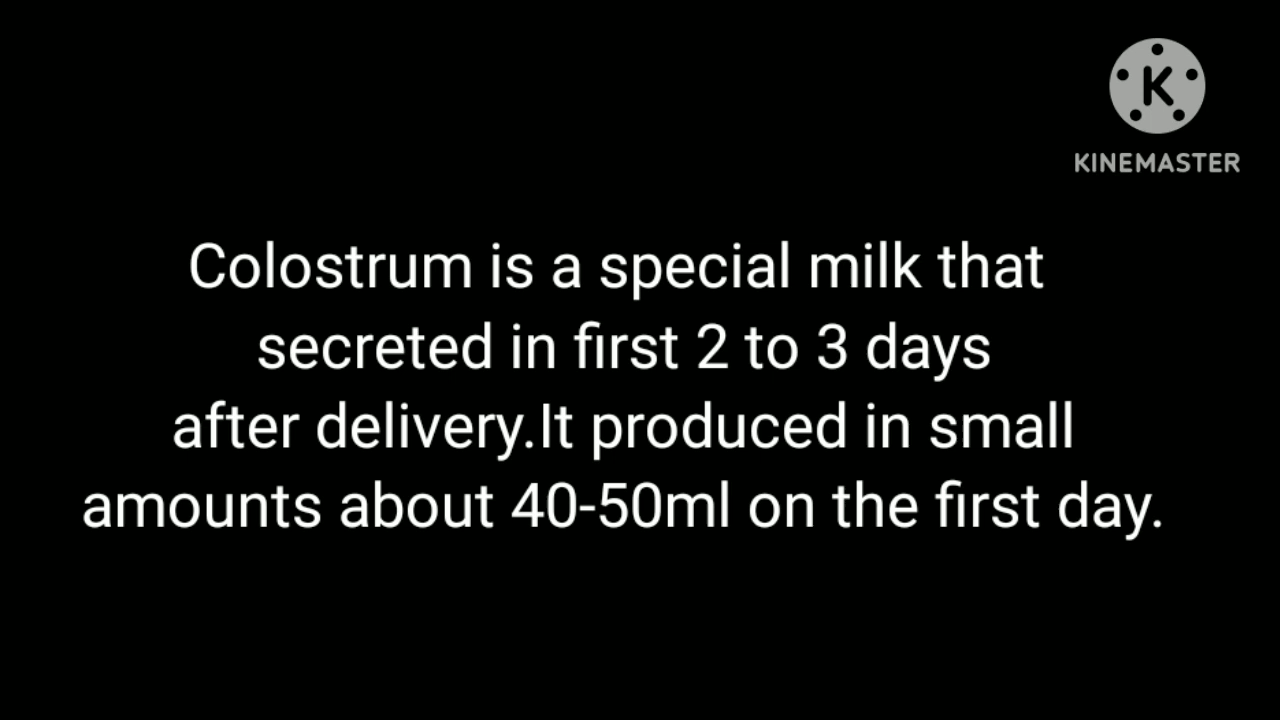 K
KINEMASTER
Colostrum is a special milk that
secreted in first 2 to 3 days
after delivery.It produced in small
amounts about 40-50ml on the first day.